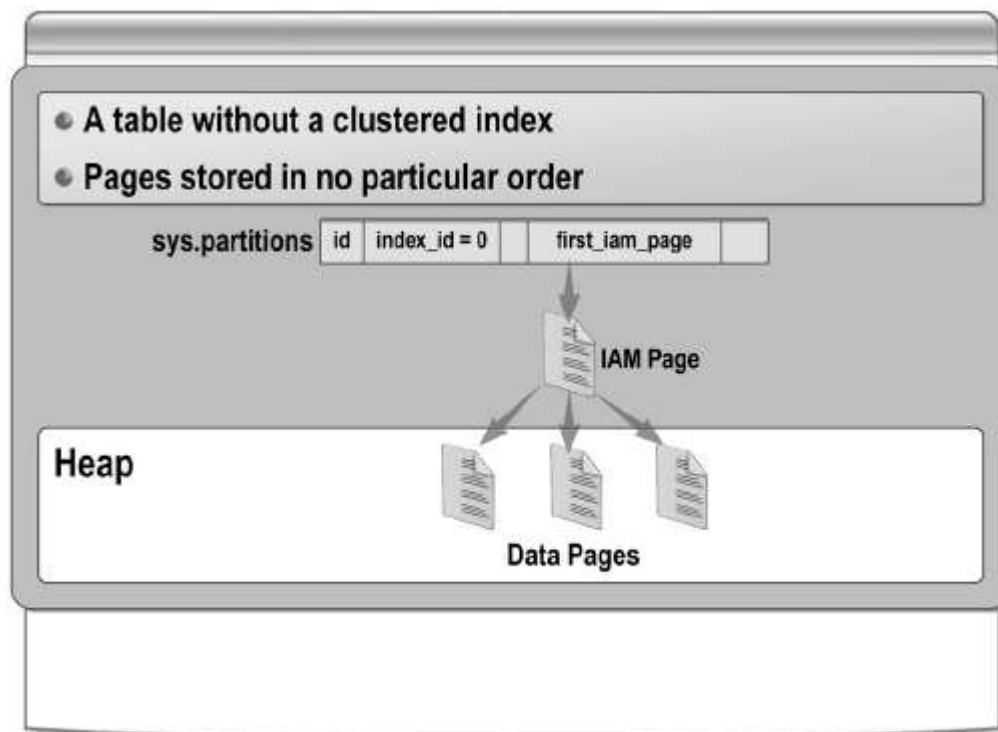 A table without a clustered index
Pages stored in no particular order
sys.partitions id index_id = 0 first_iam_page
IAM Page
Heap
Data Pages